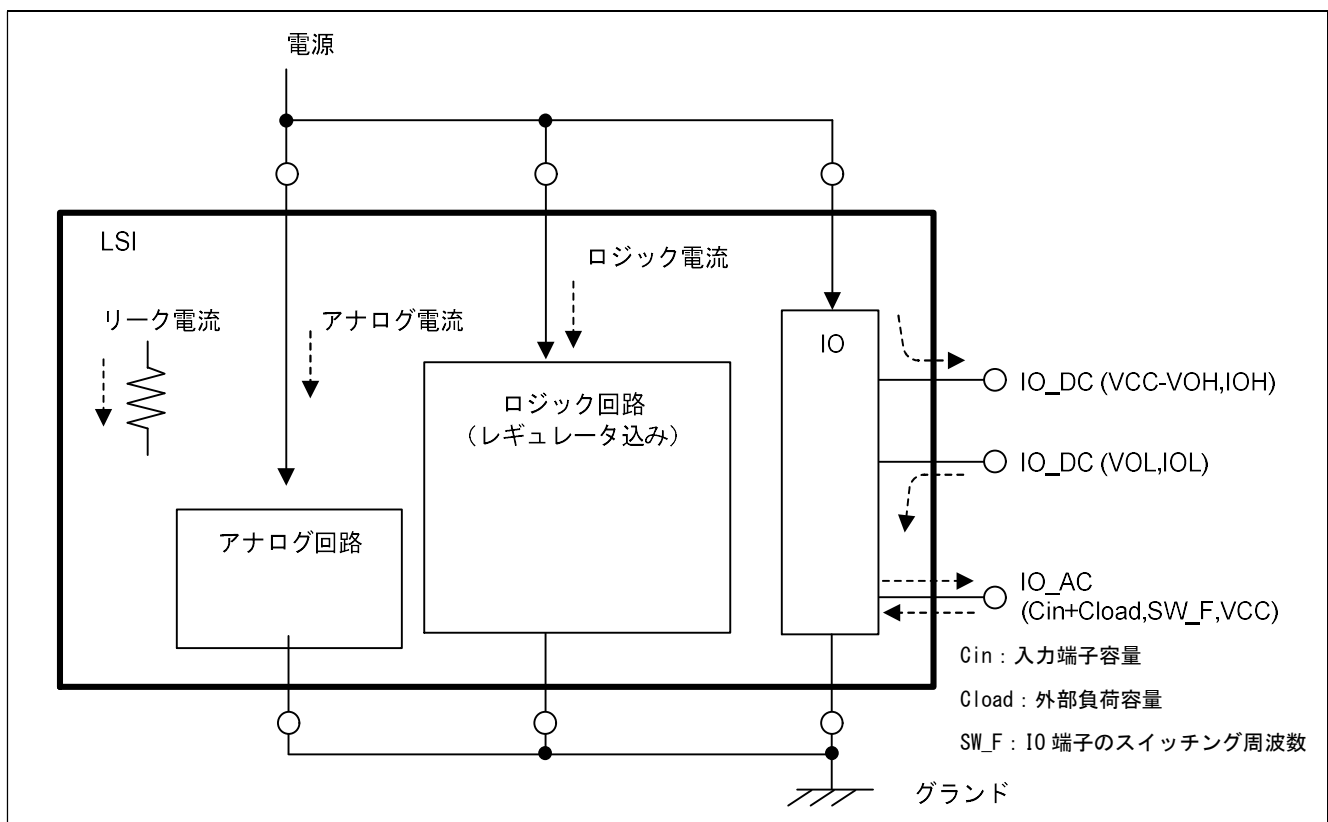 電源
LSI
リーク電流
アナログ電流
ロジック電流
アナログ回路
ロジック回路
(レギュレータ込み)
IO
IO_DC (VCC-VOH,IOH)
IO_DC (VOL,IOL)
IO_AC
(Cin+Cload,SW_F,VCC)
Cin：入力端子容量
Cload：外部負荷容量
SW_F：IO 端子のスイッチング周波数
グランド